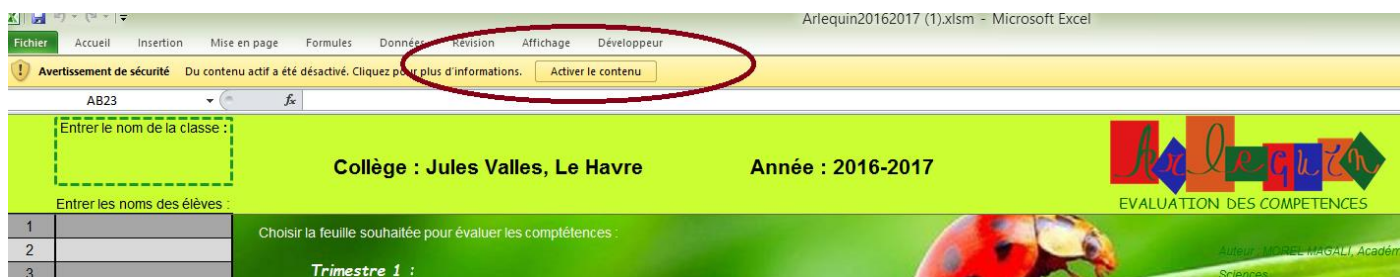 Arlequin20162017 (1).xlsm - Microsoft Excel
Fichier Accueil Insertion Mise en page Formules Données Révision Affichage Développeur
Avertissement de sécurité Du contenu actif a été désactivé. Cliquez pour plus d'informations. Activer le contenu
AB23 fx
Entrer le nom de la classe :
Collège : Jules Valles, Le Havre Année : 2016-2017
Arlequin
EVALUATION DES COMPETENCES
Entrer les noms des élèves :
1
Choisir la feuille souhaitée pour évaluer les comptétences :
2
Auteur : MOREL MAGALI, Académ
3
Trimestre 1 :
Sciences